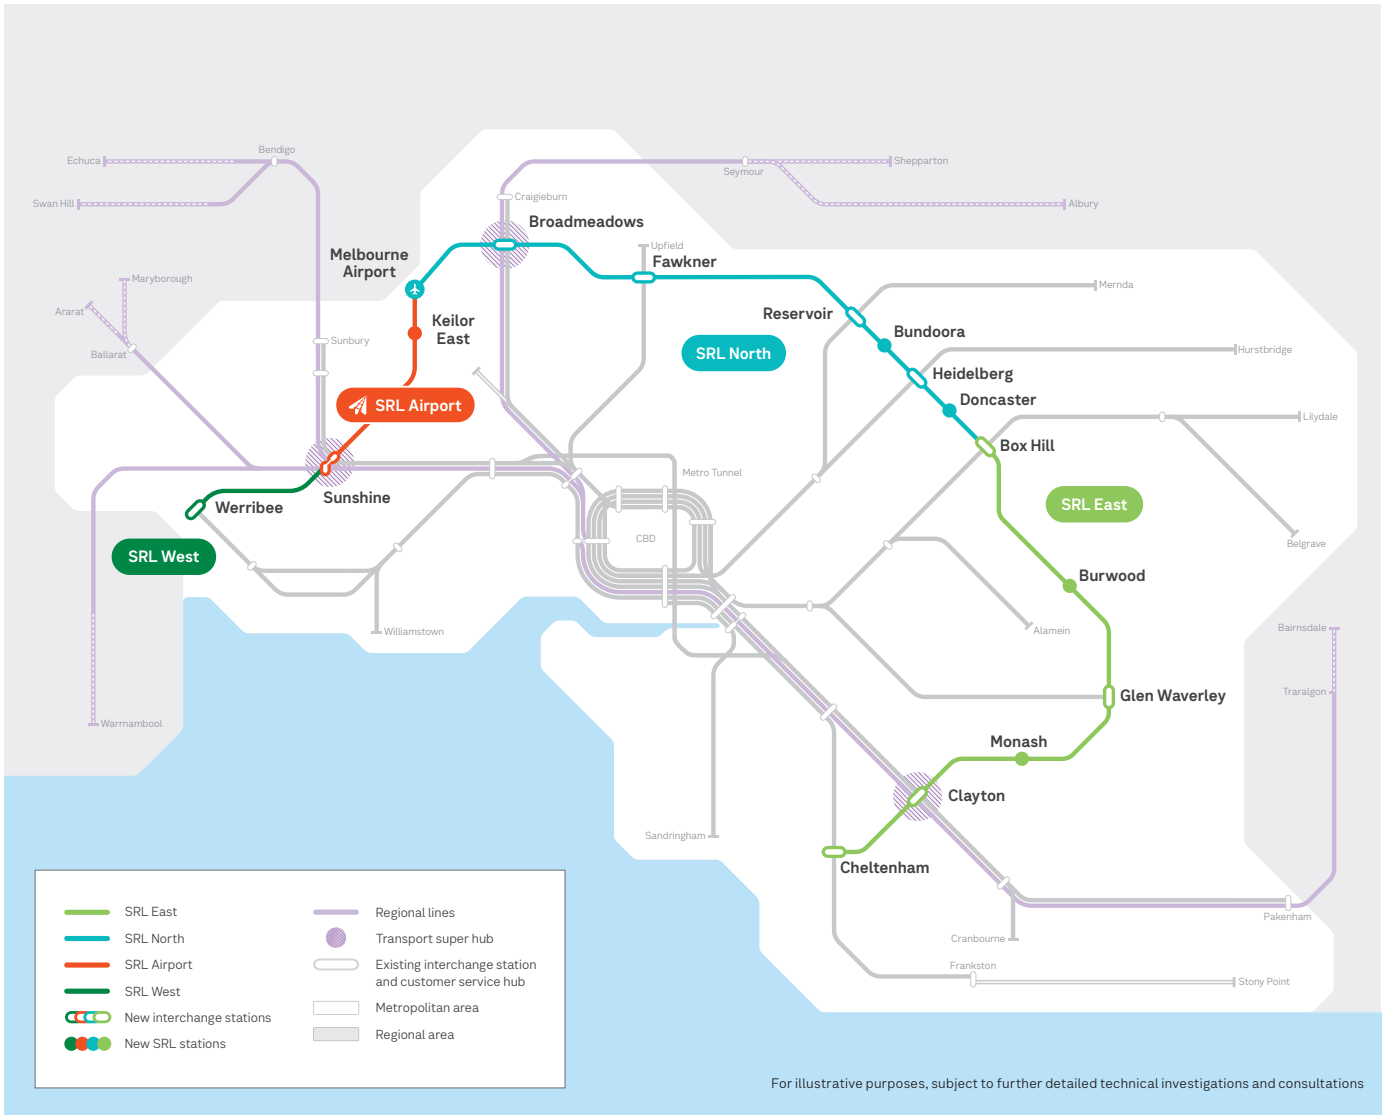 Echuca
Bendigo
Swan Hill
Seymour
Shepparton
Albury
Craigieburn
Broadmeadows
Melbourne
Airport
Upfield
Fawkner
Maryborough
Ararat
Ballarat
Sunbury
Keilor
East
Reservoir
Mernda
Bundoora
SRL North
Hurstbridge
Heidelberg
Doncaster
SRL Airport
Lilydale
Box Hill
Metro Tunnel
Sunshine
Werribee
SRL East
CBD
Belgrave
SRL West
Burwood
Williamstown
Alamein
Bairnsdale
Traralgon
Glen Waverley
Warrnambool
Monash
Clayton
Sandringham
Cheltenham
Pakenham
Cranbourne
Frankston
Stony Point
SRL East
SRL North
SRL Airport
SRL West
New interchange stations
New SRL stations
Regional lines
Transport super hub
Existing interchange station
and customer service hub
Metropolitan area
Regional area
For illustrative purposes, subject to further detailed technical investigations and consultations